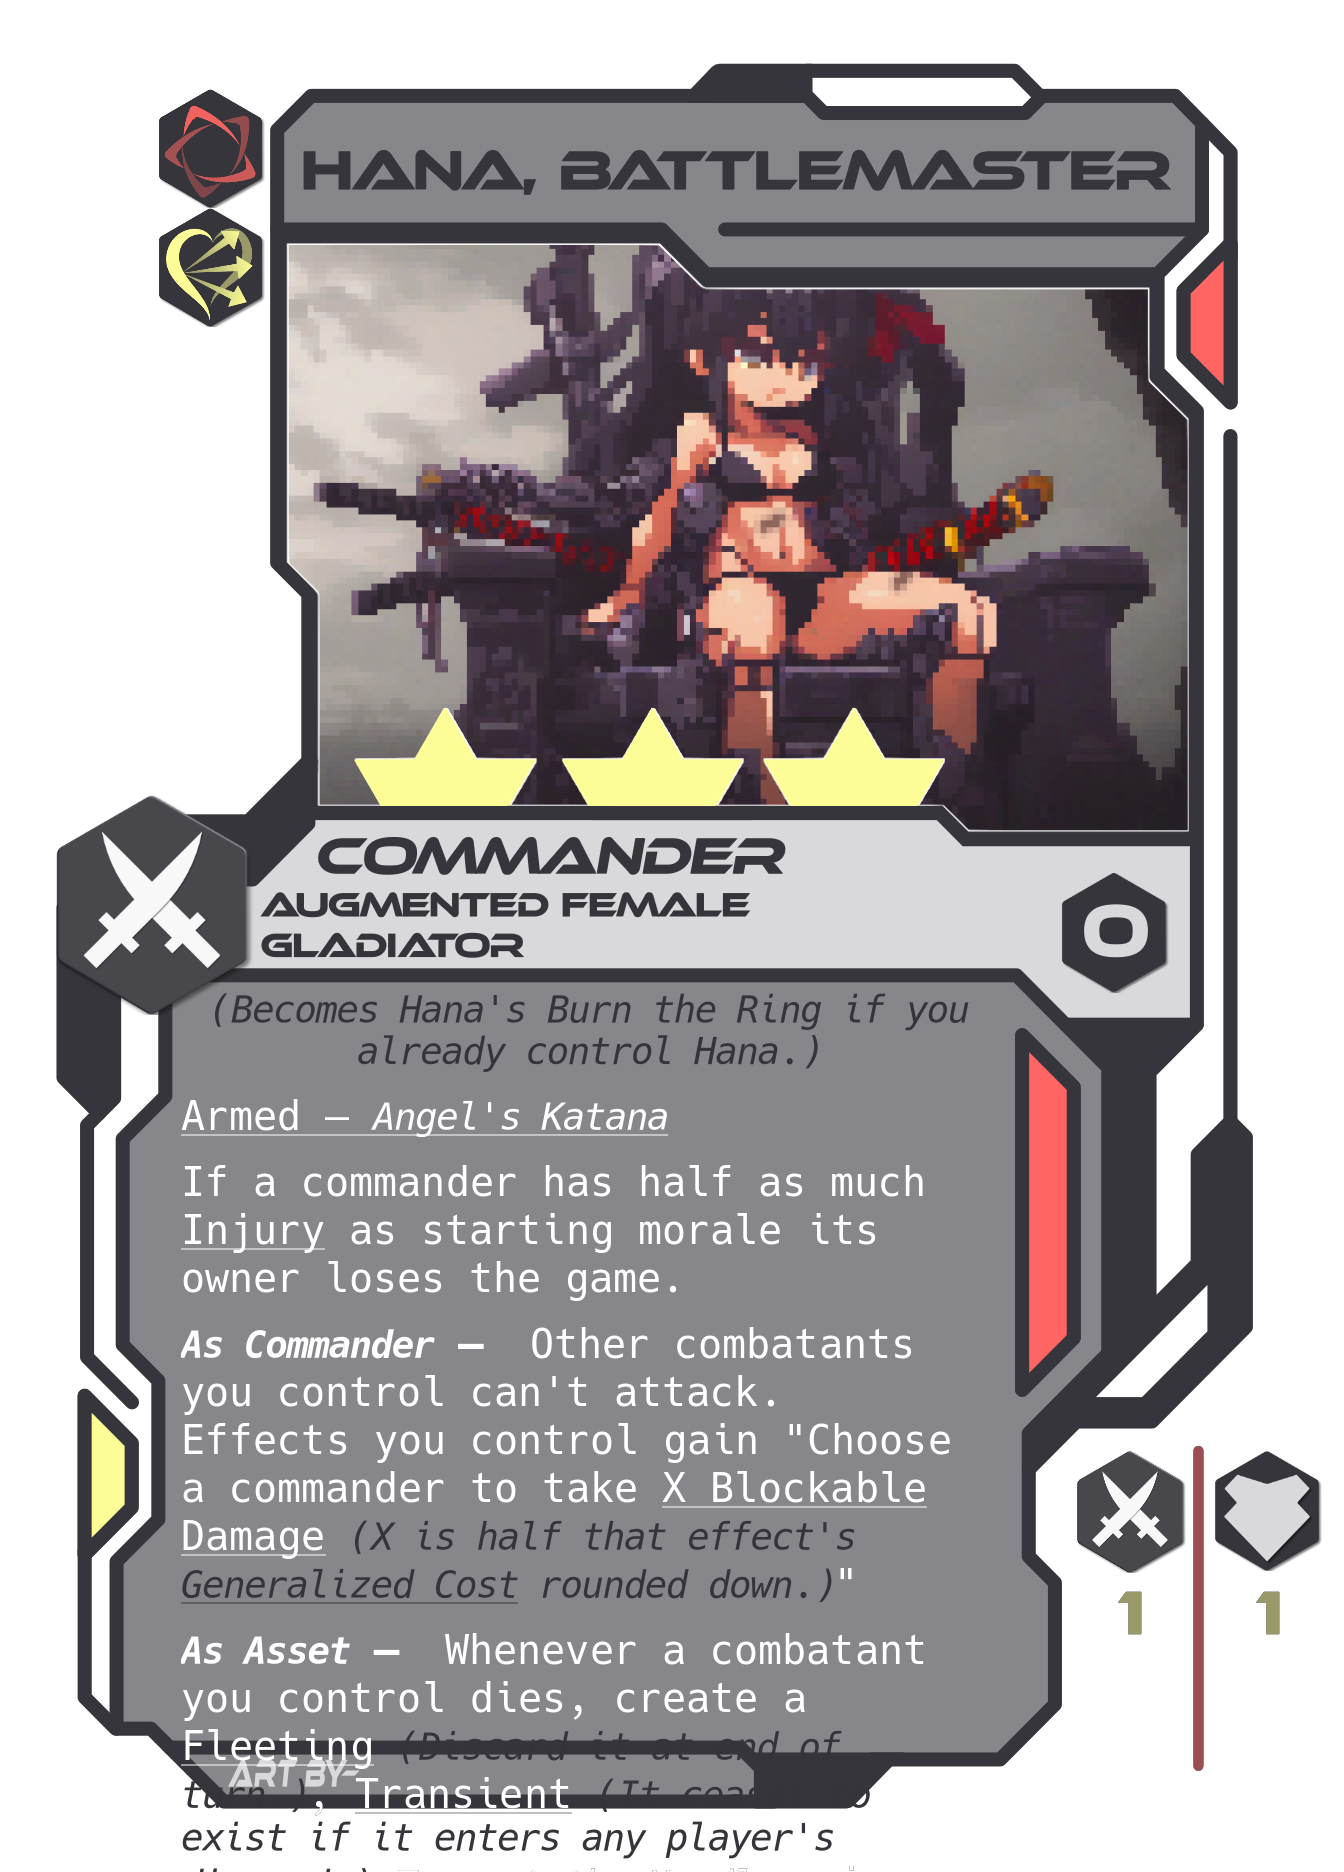 HANA, BATTLEMASTER
COMMANDER
AUGMENTED FEMALE
GLADIATOR
0
(Becomes Hana's Burn the Ring if you
already control Hana.)
Armed – Angel's Katana
If a commander has half as much
Injury as starting morale its
owner loses the game.
As Commander – Other combatants
you control can't attack.
Effects you control gain "Choose
a commander to take X Blockable
Damage (X is half that effect's
Generalized Cost rounded down.)"
As Asset – Whenever a combatant
you control dies, create a
Fleeting (Discard it at end of
turn.), Transient (It
exist if it enters any player's
ART BY-
1
1